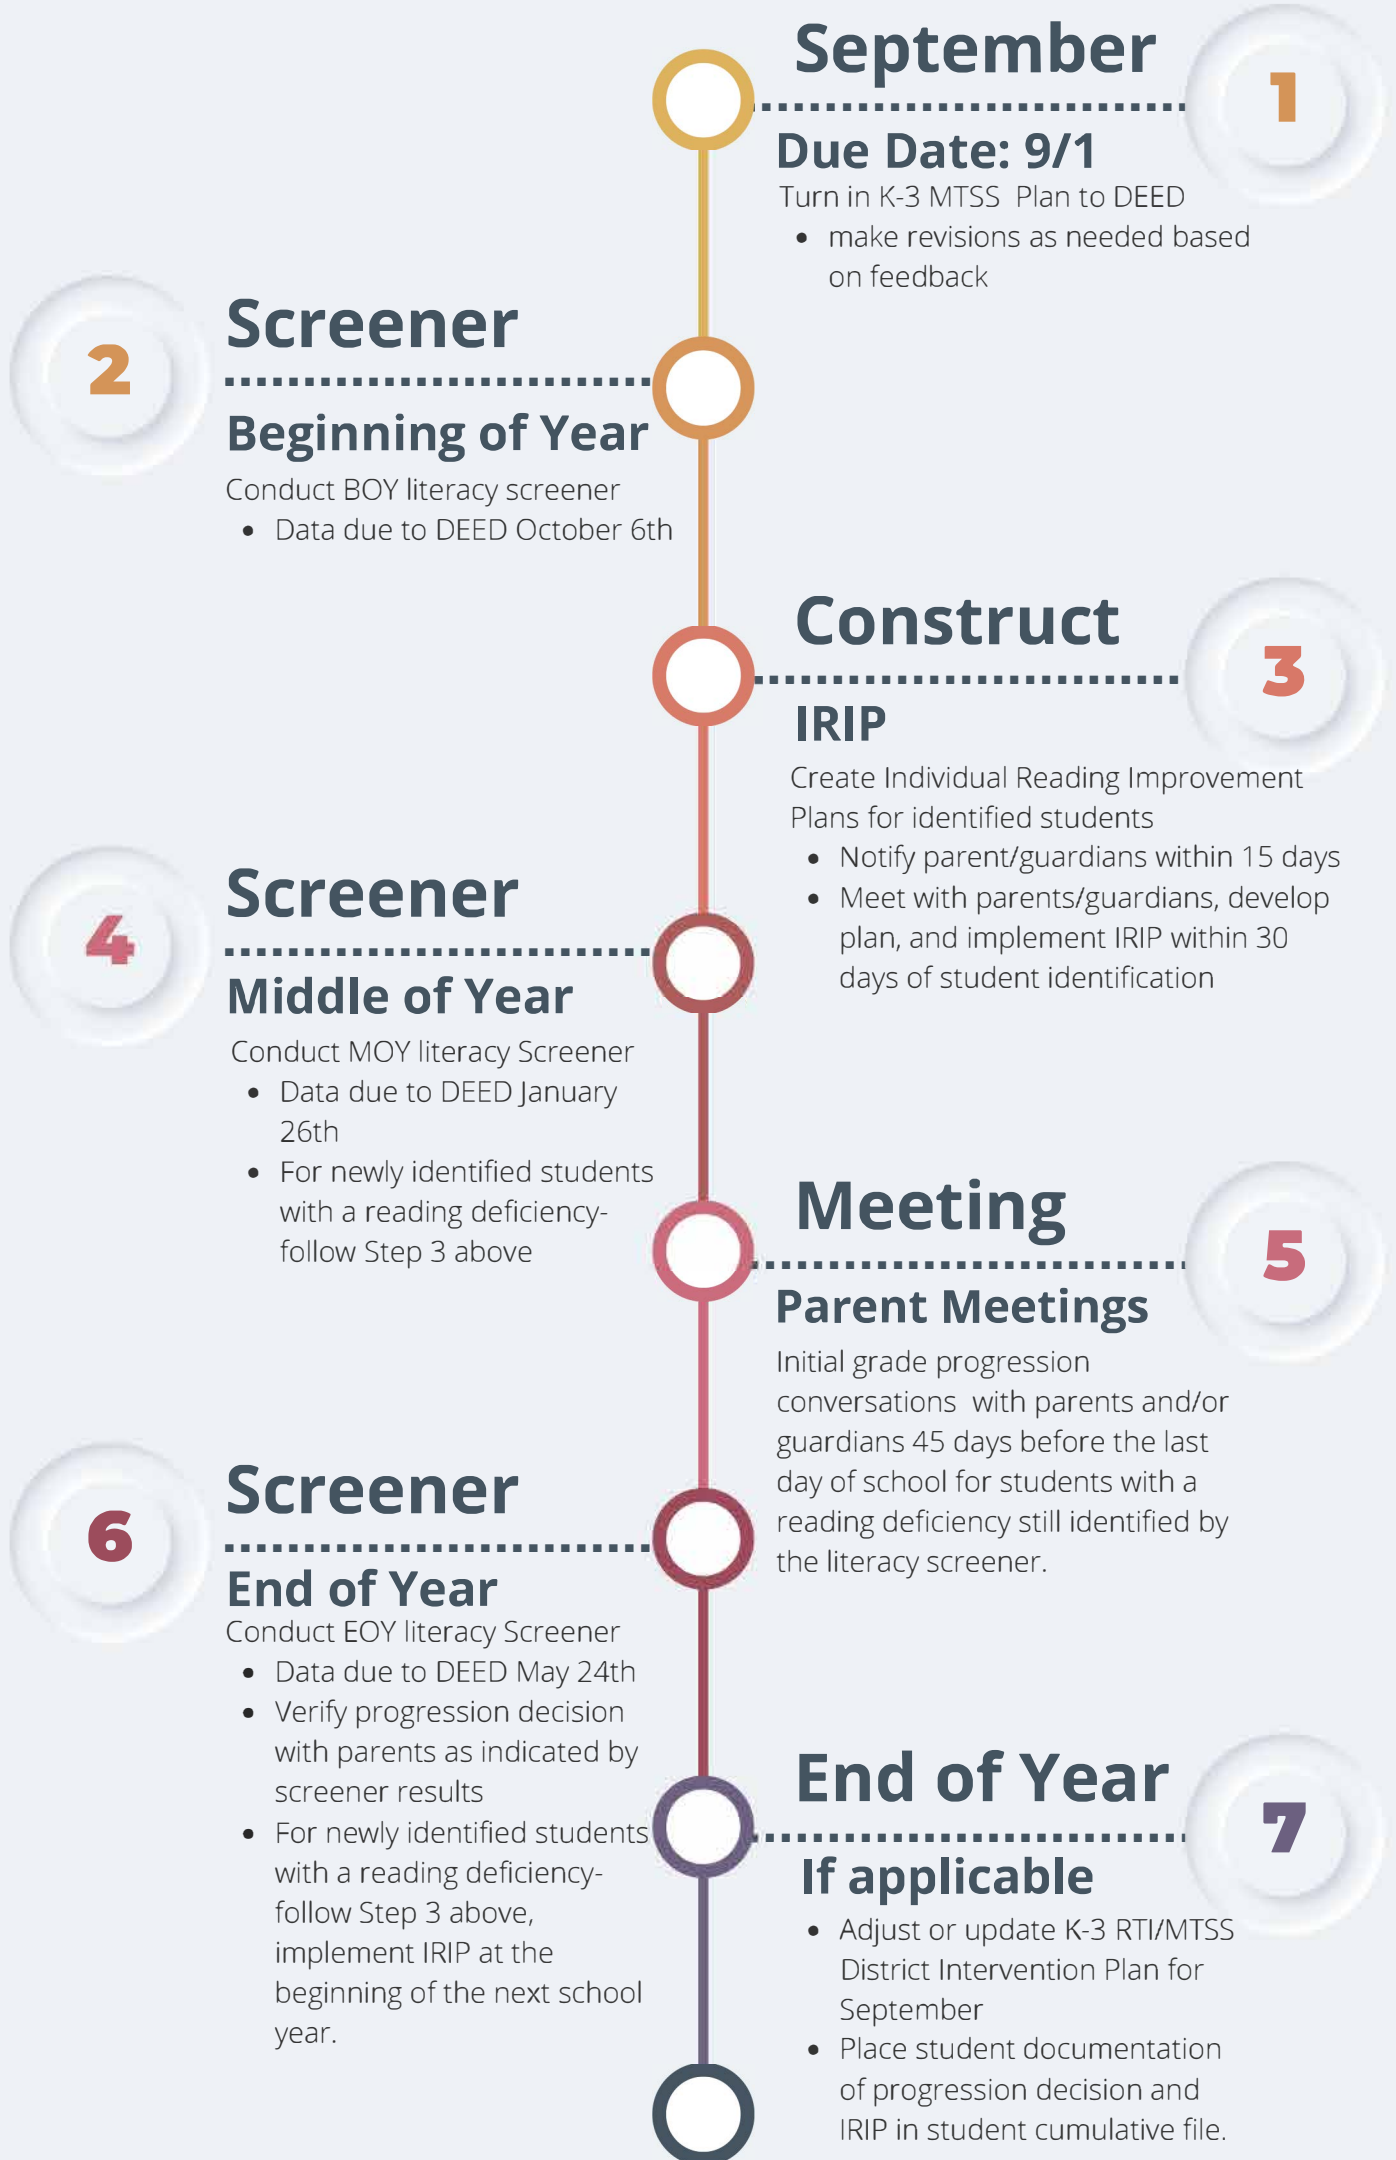 September
1
Due Date: 9/1
Turn in K-3 MTSS Plan to DEED
• make revisions as needed based
on feedback
2
Screener
Beginning of Year
Conduct BOY literacy screener
• Data due to DEED October 6th
Construct
3
IRIP
Create Individual Reading Improvement
Plans for identified students
• Notify parent/guardians within 15 days
• Meet with parents/guardians, develop
plan, and implement IRIP within 30
days of student identification
4
Screener
Middle of Year
Conduct MOY literacy Screener
• Data due to DEED January
26th
• For newly identified students
with a reading deficiency-
follow Step 3 above
Meeting
5
Parent Meetings
Initial grade progression
conversations with parents and/or
guardians 45 days before the last
day of school for students with a
reading deficiency still identified by
the literacy screener.
6
Screener
End of Year
Conduct EOY literacy Screener
• Data due to DEED May 24th
• Verify progression decision
with parents as indicated by
screener results
• For newly identified students
with a reading deficiency-
follow Step 3 above,
implement IRIP at the
beginning of the next school
year.
End of Year
7
If applicable
• Adjust or update K-3 RTI/MTSS
District Intervention Plan for
September
• Place student documentation
of progression decision and
IRIP in student cumulative file.